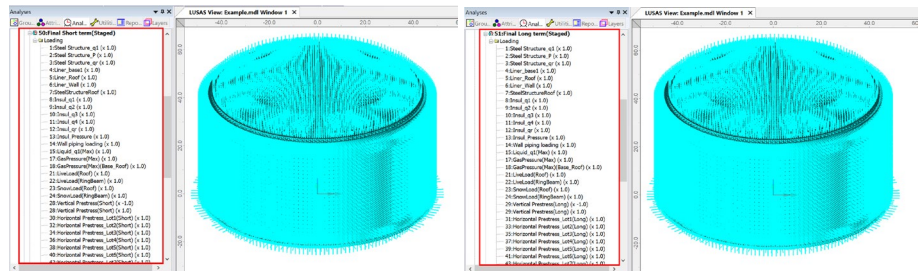 Analyses
Grou...
Attri...
Anal...
Utiliti...
Repo...
Layers
50:Final Short term(Staged)
Loading
1:Steel Structure_q1 (x 1.0)
2:Steel Structure_P (x 1.0)
3:Steel Structure_qr (x 1.0)
4:Liner_base1 (x 1.0)
5:Liner_Roof (x 1.0)
6:Liner_Wall (x 1.0)
7:SteelStructureRoof (x 1.0)
8:Insul_q1 (x 1.0)
9:Insul_q2 (x 1.0)
10:Insul_q3 (x 1.0)
11:Insul_q4 (x 1.0)
12:Insul_qr (x 1.0)
13:Insul_Pressure (x 1.0)
14:Wall piping loading (x 1.0)
15:Liquid_q1(Max) (x 1.0)
17:GasPressure(Max) (x 1.0)
18:GasPressure(Max)(Base_Roof) (x 1.0)
21:LiveLoad(Roof) (x 1.0)
22:LiveLoad(RingBeam) (x 1.0)
23:SnowLoad(Roof) (x 1.0)
24:SnowLoad(RingBeam) (x 1.0)
28:Vertical Prestress(Short) (x -1.0)
28:Vertical Prestress(Short) (x 1.0)
30:Horizontal Prestress_Lot1(Short) (x 1.0)
32:Horizontal Prestress_Lot2(Short) (x 1.0)
34:Horizontal Prestress_Lot3(Short) (x 1.0)
36:Horizontal Prestress_Lot4(Short) (x 1.0)
38:Horizontal Prestress_Lot5(Short) (x 1.0)
40:Horizontal Prestress_Lot6(Short) (x 1.0)
LUSAS View: Example.mdl Window 1
-40.0
-20.0
0.0
20.0
40.0
60.0
40.0
20.0
0.0
-20.0
Analyses
Grou...
Attri...
Anal...
Utiliti...
Repo...
Layers
51:Final Long term(Staged)
Loading
1:Steel Structure_q1 (x 1.0)
2:Steel Structure_P (x 1.0)
3:Steel Structure_qr (x 1.0)
4:Liner_base1 (x 1.0)
5:Liner_Roof (x 1.0)
6:Liner_Wall (x 1.0)
7:SteelStructureRoof (x 1.0)
8:Insul_q1 (x 1.0)
9:Insul_q2 (x 1.0)
10:Insul_q3 (x 1.0)
11:Insul_q4 (x 1.0)
12:Insul_qr (x 1.0)
13:Insul_Pressure (x 1.0)
14:Wall piping loading (x 1.0)
15:Liquid_q1(Max) (x 1.0)
17:GasPressure(Max) (x 1.0)
18:GasPressure(Max)(Base_Roof) (x 1.0)
21:LiveLoad(Roof) (x 1.0)
22:LiveLoad(RingBeam) (x 1.0)
23:SnowLoad(Roof) (x 1.0)
24:SnowLoad(RingBeam) (x 1.0)
29:Vertical Prestress(Long) (x -1.0)
29:Vertical Prestress(Long) (x 1.0)
31:Horizontal Prestress_Lot1(Long) (x 1.0)
33:Horizontal Prestress_Lot2(Long) (x 1.0)
35:Horizontal Prestress_Lot3(Long) (x 1.0)
37:Horizontal Prestress_Lot4(Long) (x 1.0)
39:Horizontal Prestress_Lot5(Long) (x 1.0)
41:Horizontal Prestress_Lot6(Long) (x 1.0)
LUSAS View: Example.mdl Window 1
-40.0
-20.0
0.0
20.0
40.0
60.0
40.0
20.0
0.0
-20.0